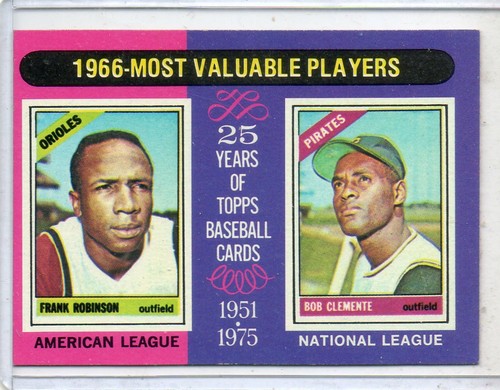 1966-MOST VALUABLE PLAYERS
ORIOLES
FRANK ROBINSON outfield
AMERICAN LEAGUE
25
YEARS
OF
TOPPS
BASEBALL
CARDS
1951
1975
PIRATES
BOB CLEMENTE outfield
NATIONAL LEAGUE